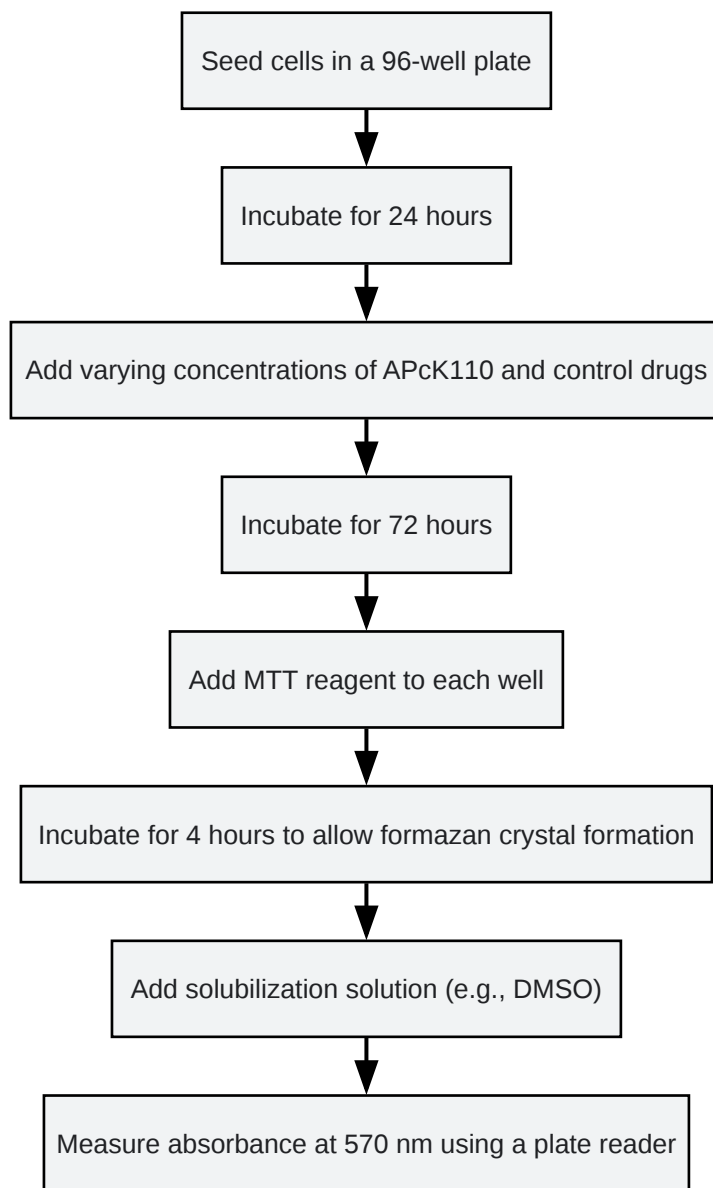 Seed cells in a 96-well plate
Incubate for 24 hours
Add varying concentrations of APcK110 and control drugs
Incubate for 72 hours
Add MTT reagent to each well
Incubate for 4 hours to allow formazan crystal formation
Add solubilization solution (e.g., DMSO)
Measure absorbance at 570 nm using a plate reader